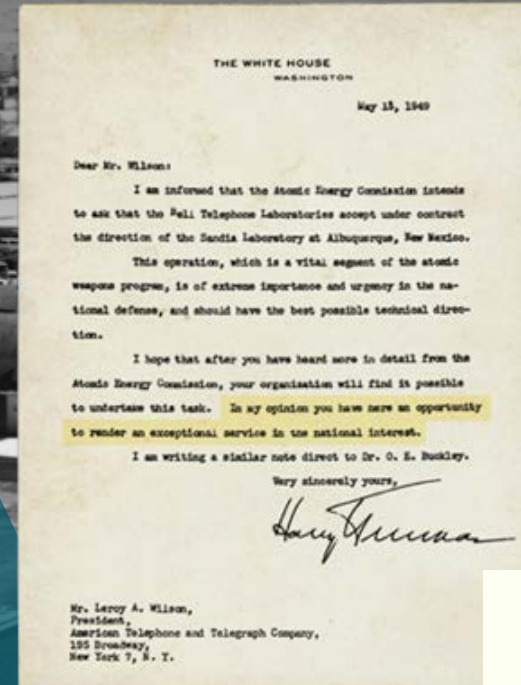 THE WHITE HOUSE
WASHINGTON
May 13, 1949
Dear Mr. Wilson:
I am informed that the Atomic Energy Commission intends
to ask that the Bell Telephone Laboratories accept under contract
the direction of the Sandia Laboratory at Albuquerque, New Mexico.
This operation, which is a vital segment of the atomic
weapons program, is of extreme importance and urgency in the na-
tional defense, and should have the best possible technical direc-
tion.
I hope that after you have heard more in detail from the
Atomic Energy Commission, your organization will find it possible
to undertake this task. In my opinion you have here an opportunity
to render an exceptional service in the national interest.
I am writing a similar note direct to Dr. O. E. Buckley.
Very sincerely yours,
Harry Truman
Mr. Leroy A. Wilson,
President,
American Telephone and Telegraph Company,
195 Broadway,
New York 7, N. Y.